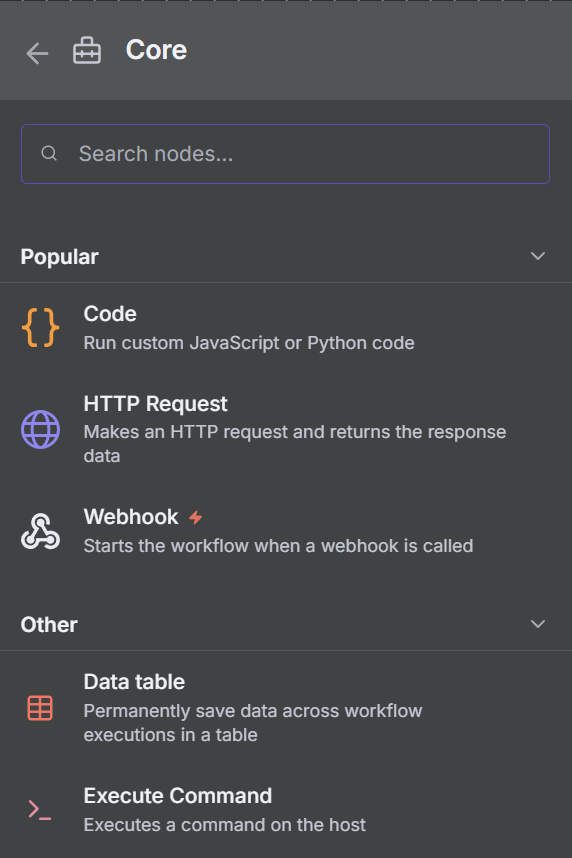 Core
Search nodes...
Popular
Code
Run custom JavaScript or Python code
HTTP Request
Makes an HTTP request and returns the response
data
Webhook
Starts the workflow when a webhook is called
Other
Data table
Permanently save data across workflow
executions in a table
Execute Command
Executes a command on the host